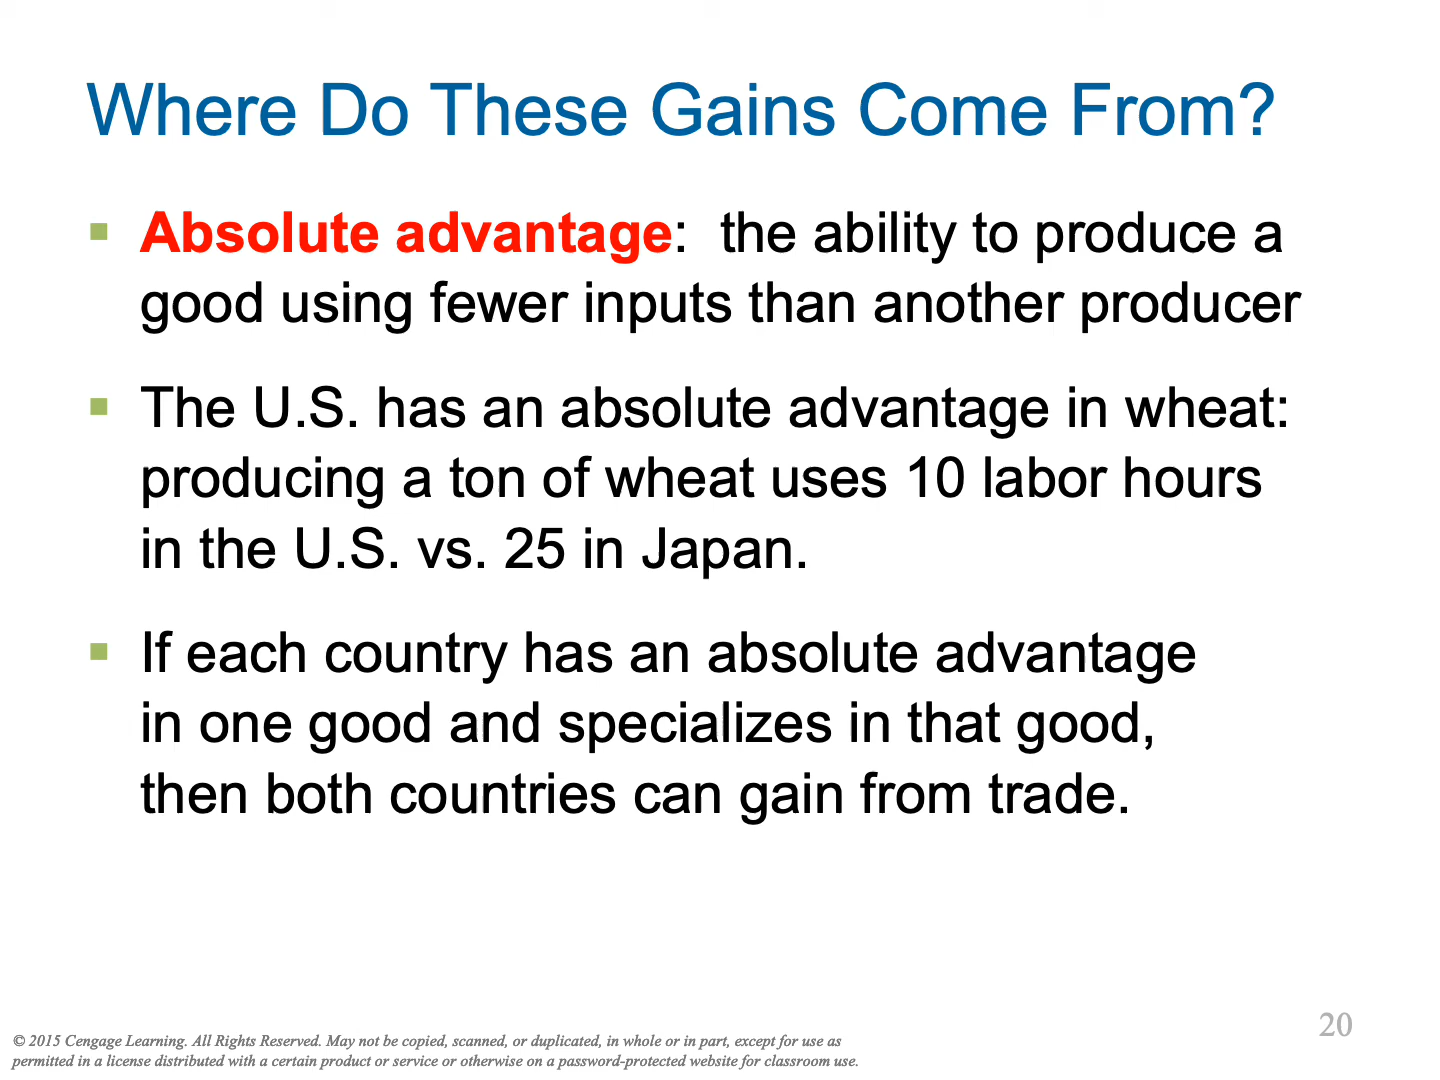 Where Do These Gains Come From?
Absolute advantage:  the ability to produce a
good using fewer inputs than another producer
The U.S. has an absolute advantage in wheat:
producing a ton of wheat uses 10 labor hours
in the U.S. vs. 25 in Japan.
If each country has an absolute advantage
in one good and specializes in that good,
then both countries can gain from trade.
20
© 2015 Cengage Learning. All Rights Reserved. May not be copied, scanned, or duplicated, in whole or in part, except for use as
permitted in a license distributed with a certain product or service or otherwise on a password-protected website for classroom use.